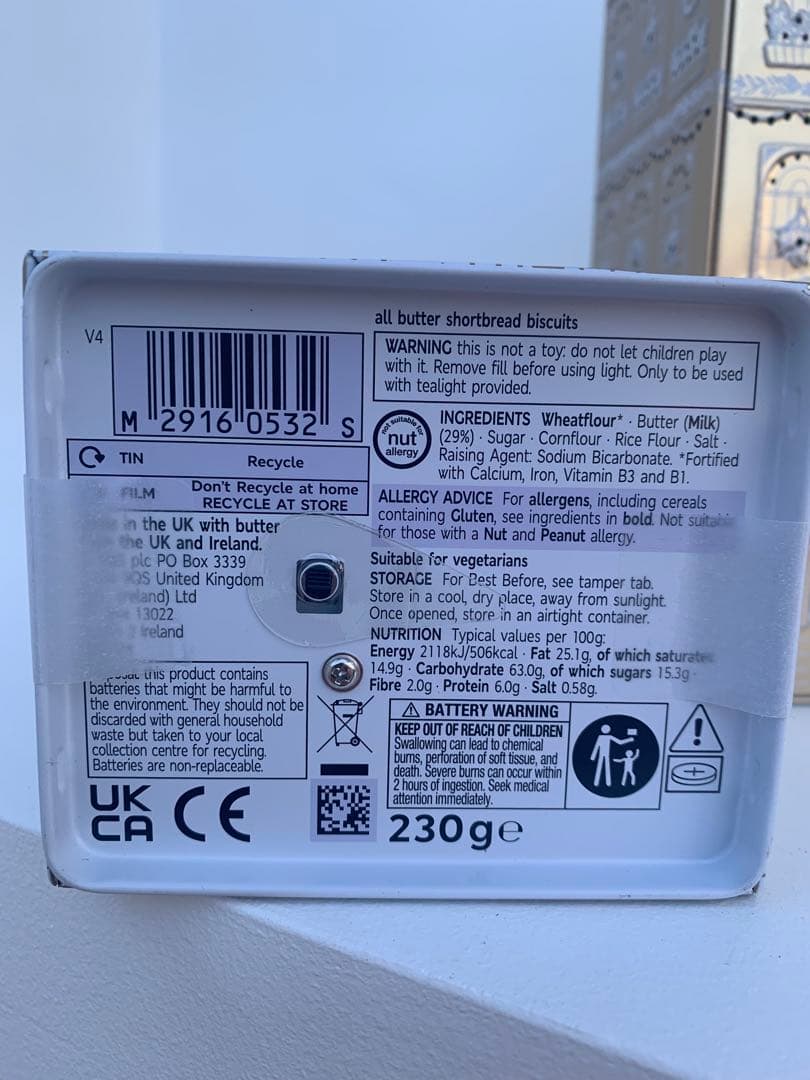 V4
M 2916 0532 S
TIN Recycle
FILM Don't Recycle at home
RECYCLE AT STORE
in the UK with butter
the UK and Ireland.
plc PO Box 3339
United Kingdom
Ltd
13022
Ireland
this product contains
batteries that might be harmful to
the environment. They should not be
discarded with general household
waste but taken to your local
collection centre for recycling.
Batteries are non-replaceable.
UK
CA CE
all butter shortbread biscuits
WARNING this is not a toy: do not let children play
with it. Remove fill before using light. Only to be used
with tealight provided.
not suitable for
nut
allergy
INGREDIENTS Wheatflour* · Butter (Milk)
(29%) · Sugar · Cornflour · Rice Flour · Salt ·
Raising Agent: Sodium Bicarbonate. *Fortified
with Calcium, Iron, Vitamin B3 and B1.
ALLERGY ADVICE For allergens, including cereals
containing Gluten, see ingredients in bold. Not suitable
for those with a Nut and Peanut allergy.
Suitable for vegetarians
STORAGE For Best Before, see tamper tab.
Store in a cool, dry place, away from sunlight.
Once opened, store in an airtight container.
NUTRITION Typical values per 100g:
Energy 2118kJ/506kcal · Fat 25.1g, of which saturates
14.9g · Carbohydrate 63.0g, of which sugars 15.3g ·
Fibre 2.0g · Protein 6.0g · Salt 0.58g.
BATTERY WARNING
KEEP OUT OF REACH OF CHILDREN
Swallowing can lead to chemical
burns, perforation of soft tissue, and
death. Severe burns can occur within
2 hours of ingestion. Seek medical
attention immediately.
230g e